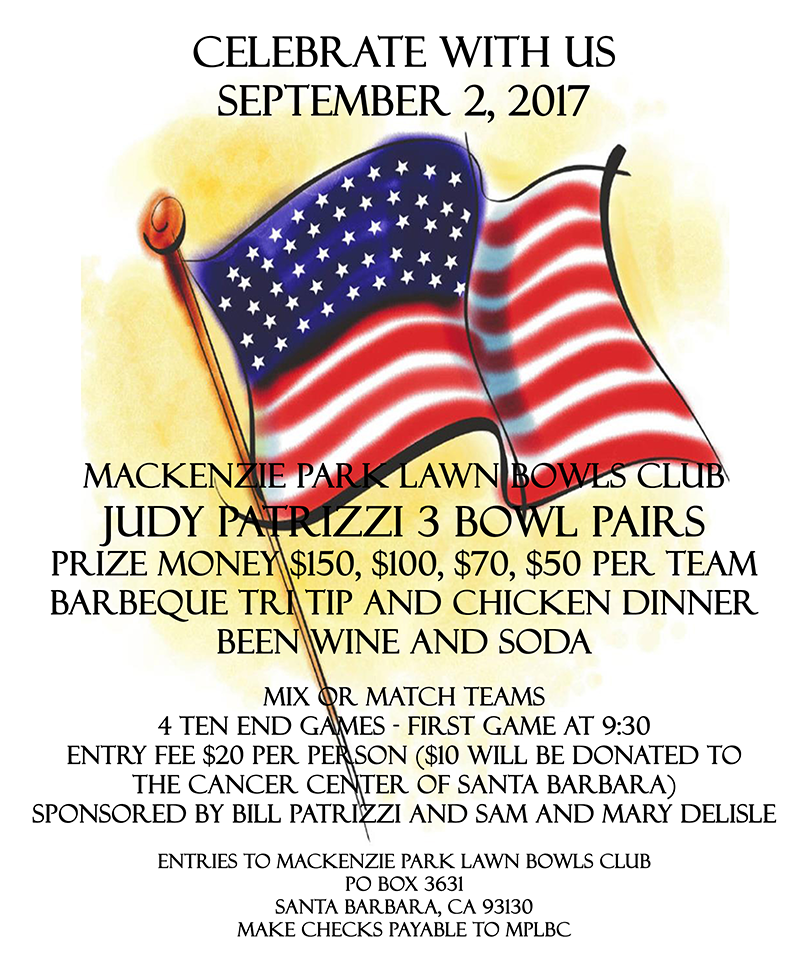 CELEBRATE WITH US
SEPTEMBER 2, 2017
MACKENZIE PARK LAWN BOWLS CLUB
JUDY PATRIZZI 3 BOWL PAIRS
PRIZE MONEY $150, $100, $70, $50 PER TEAM
BARBEQUE TRI TIP AND CHICKEN DINNER
BEEN WINE AND SODA
MIX OR MATCH TEAMS
4 TEN END GAMES - FIRST GAME AT 9:30
ENTRY FEE $20 PER PERSON ($10 WILL BE DONATED TO
THE CANCER CENTER OF SANTA BARBARA)
SPONSORED BY BILL PATRIZZI AND SAM AND MARY DELISLE
ENTRIES TO MACKENZIE PARK LAWN BOWLS CLUB
PO BOX 3631
SANTA BARBARA, CA 93130
MAKE CHECKS PAYABLE TO MPLBC